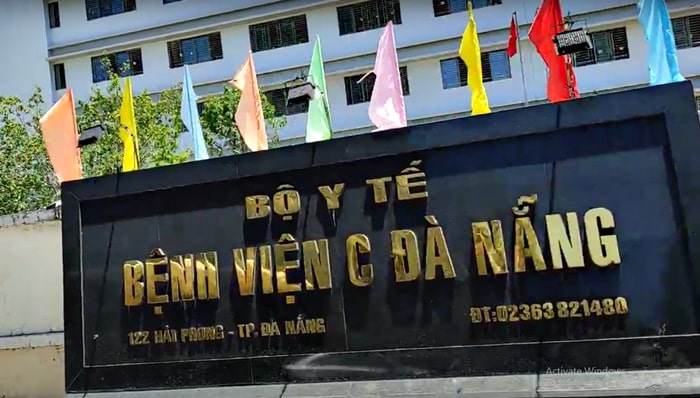 BỘ Y TẾ
BỆNH VIỆN C ĐÀ NẴNG
122 HẢI PHÒNG - TP. ĐÀ NẴNG
ĐT: 02363 821480
Activate Windows